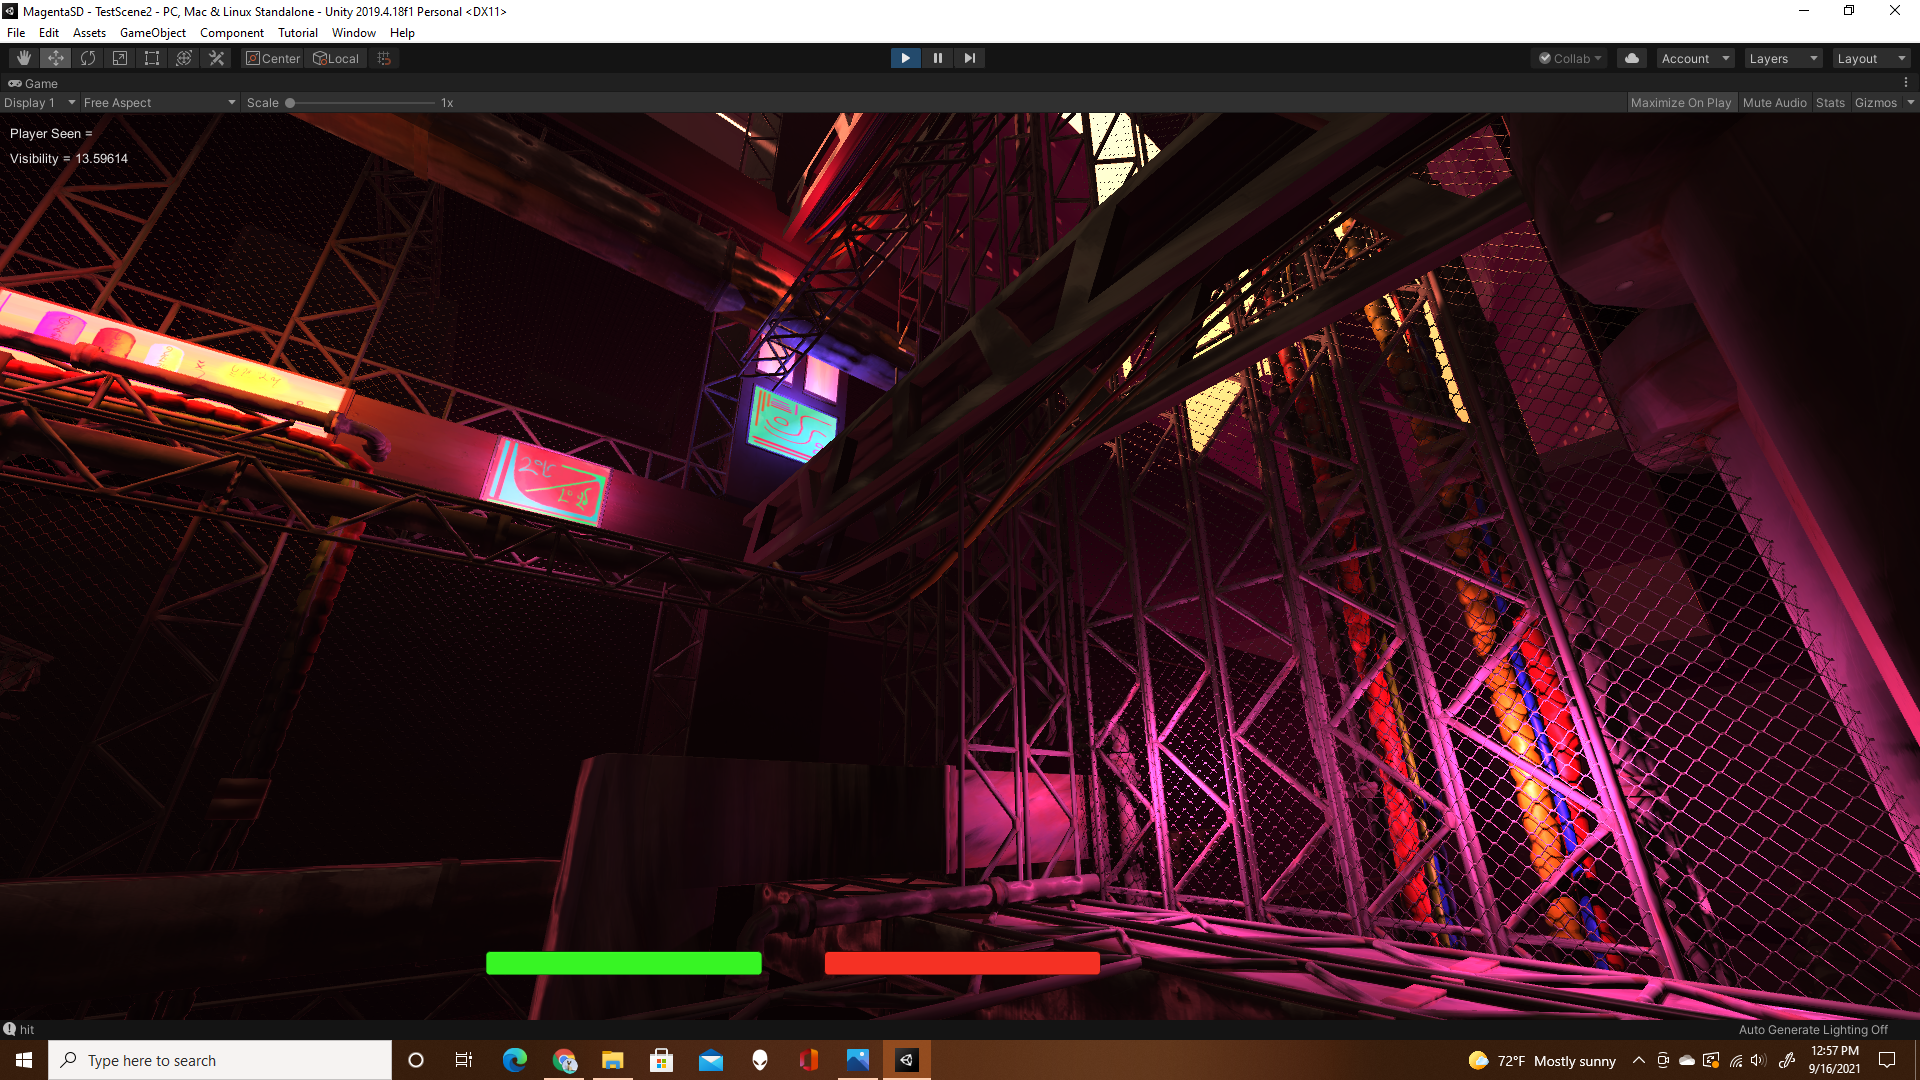 MagentaSD - TestScene2 - PC, Mac & Linux Standalone - Unity 2019.4.18f1 Personal <DX11>
File Edit Assets GameObject Component Tutorial Window Help
Center Local Collab Account Layers Layout
Game
Display 1 Free Aspect Scale 1x Maximize On Play Mute Audio Stats Gizmos
Player Seen =
Visibility = 13.59614
hit
Auto Generate Lighting Off
Type here to search
72°F Mostly sunny
12:57 PM
9/16/2021